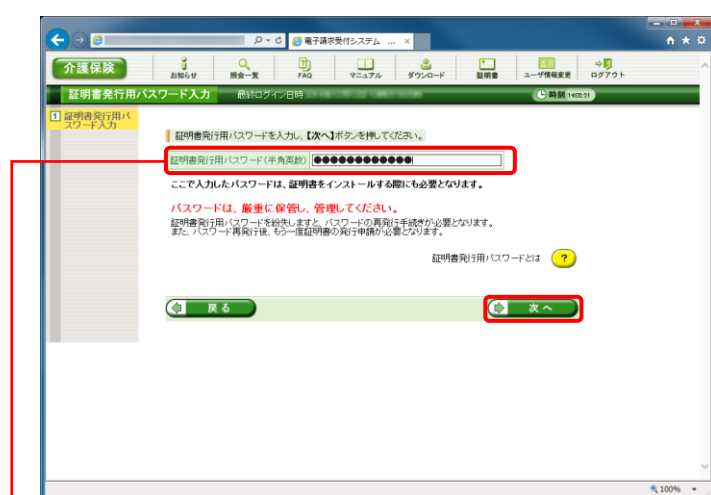 電子請求受付システム ... ×
介護保険
お知らせ 照会一覧 FAQ マニュアル ダウンロード 証明書 ユーザ情報変更 ログアウト
証明書発行用パスワード入力 最終ログイン日時 時刻 14:02:21
1 証明書発行用パ
スワード入力
証明書発行用パスワードを入力し、【次へ】ボタンを押してください。
証明書発行用パスワード(半角英数) ●●●●●●●●●●●●
ここで入力したパスワードは、証明書をインストールする際にも必要となります。
パスワードは、厳重に保管し、管理してください。
証明書発行用パスワードを紛失しますと、パスワードの再発行手続きが必要となります。
また、パスワード再発行後、もう一度証明書の発行申請が必要となります。
証明書発行用パスワードとは ?
戻る 次へ
100%